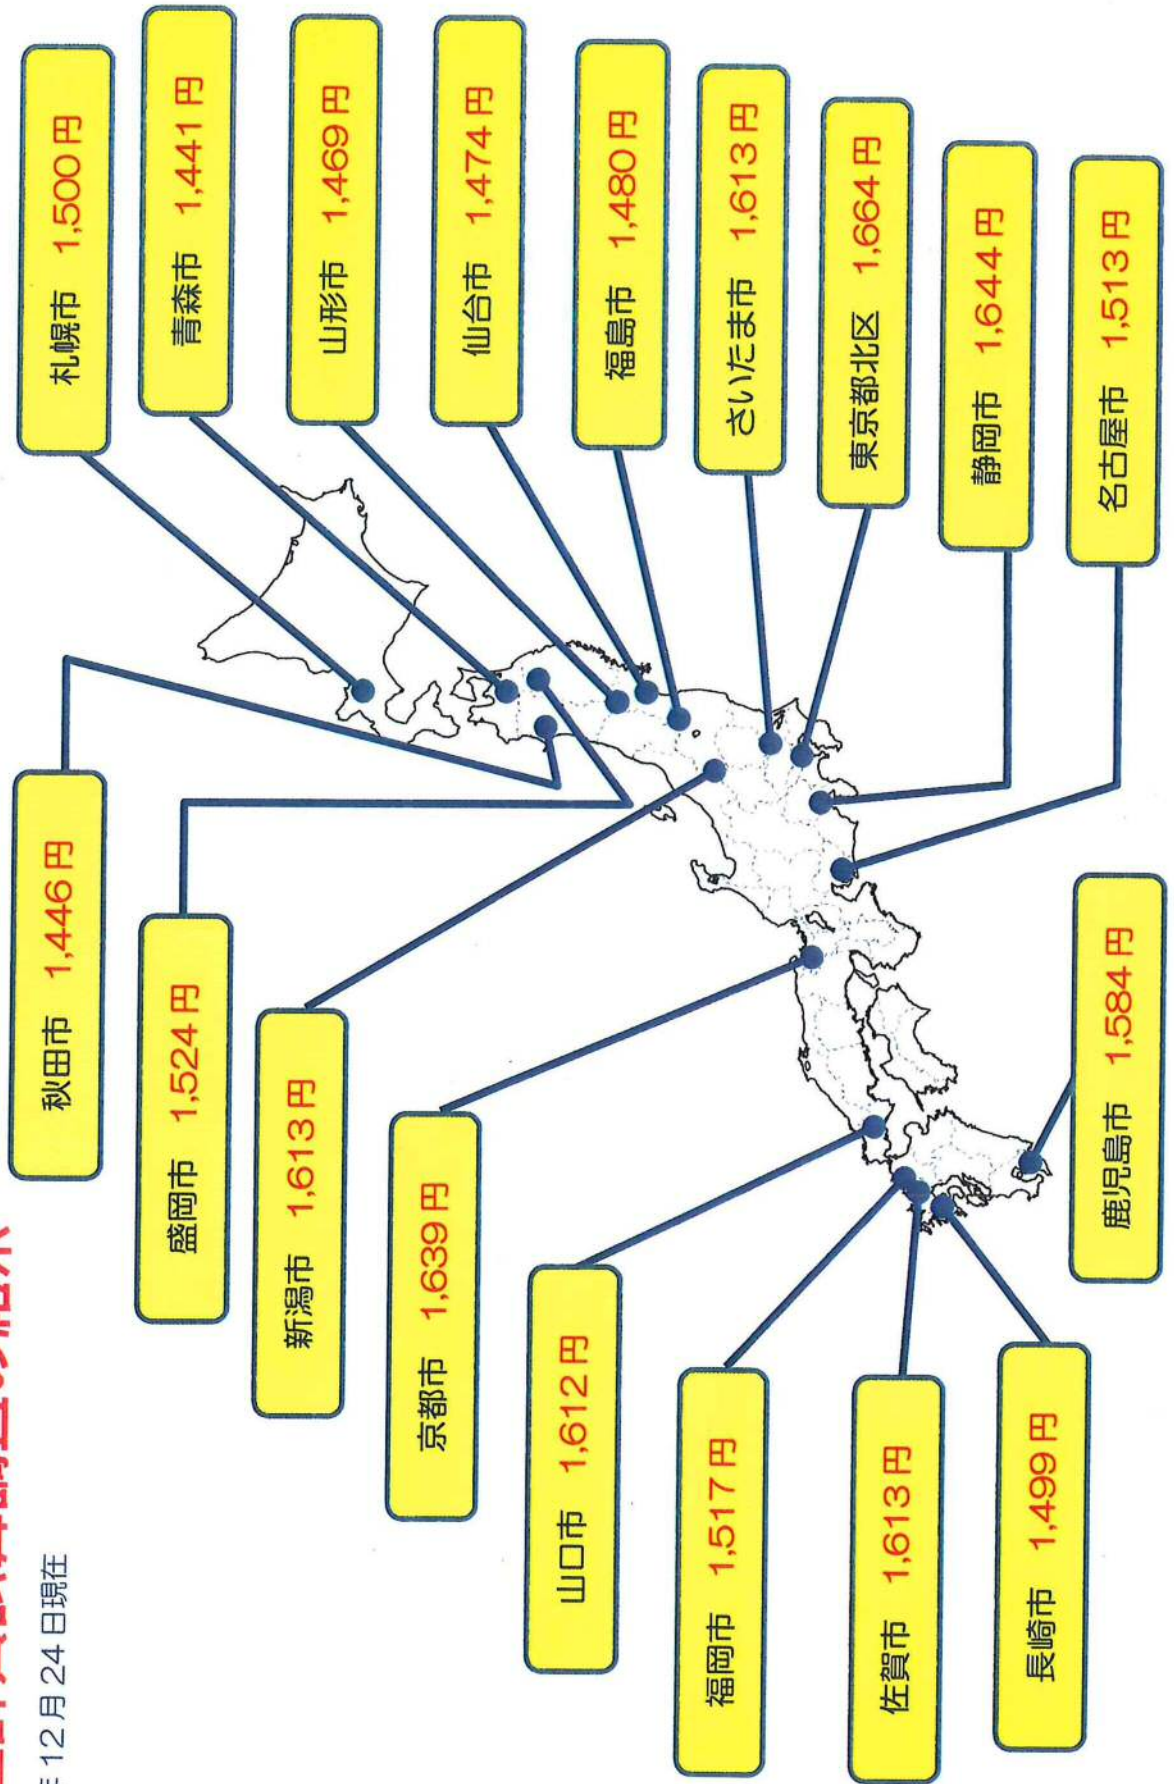 12月24日現在
秋田市 1,446円
札幌市 1,500円
盛岡市 1,524円
青森市 1,441円
新潟市 1,613円
山形市 1,469円
京都市 1,639円
仙台市 1,474円
山口市 1,612円
福島市 1,480円
福岡市 1,517円
さいたま市 1,613円
佐賀市 1,613円
東京都北区 1,664円
長崎市 1,499円
静岡市 1,644円
鹿児島市 1,584円
名古屋市 1,513円